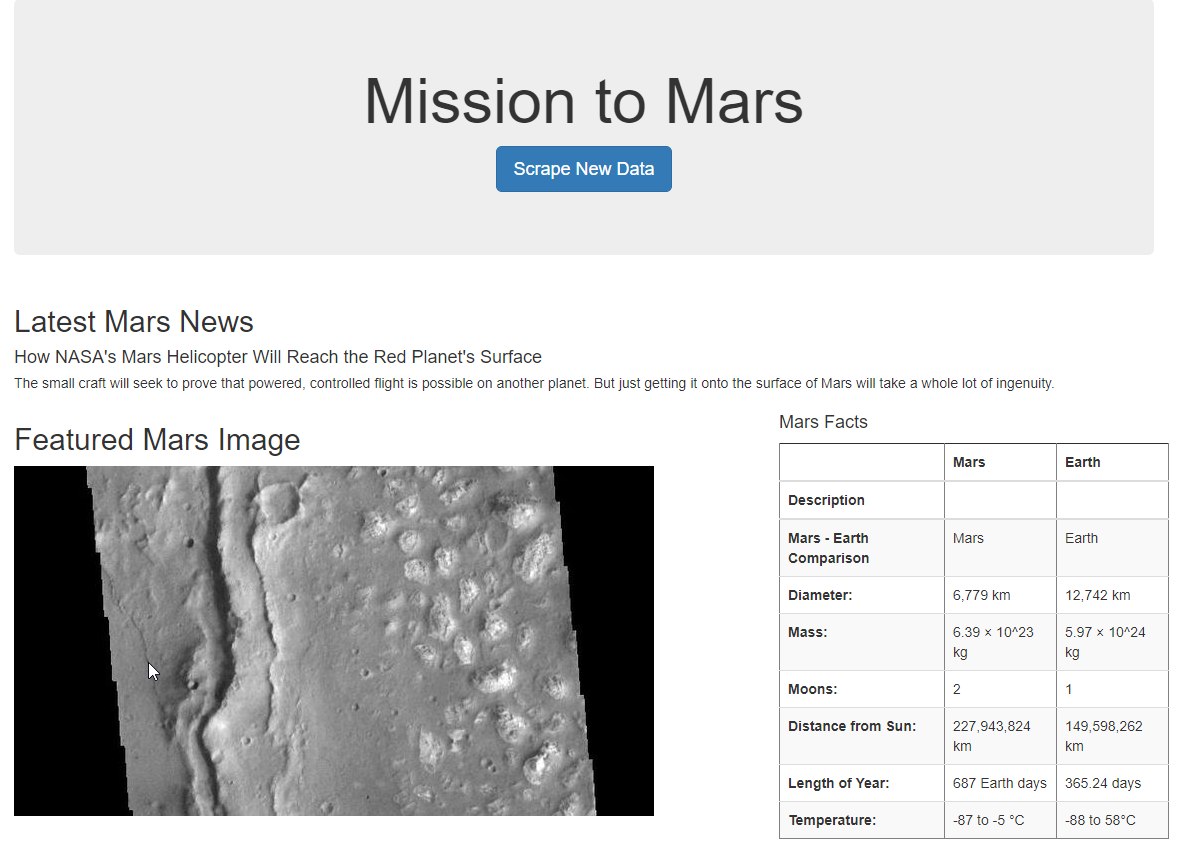 Mission to Mars
Scrape New Data
Latest Mars News
How NASA's Mars Helicopter Will Reach the Red Planet's Surface
The small craft will seek to prove that powered, controlled flight is possible on another planet. But just getting it onto the surface of Mars will take a whole lot of ingenuity.
Featured Mars Image
Mars Facts
Mars Earth
Description
Mars - Earth Mars Earth
Comparison
Diameter: 6,779 km 12,742 km
Mass: 6.39 × 10^23 5.97 × 10^24
kg kg
Moons: 2 1
Distance from Sun: 227,943,824 149,598,262
km km
Length of Year: 687 Earth days 365.24 days
Temperature: -87 to -5 °C -88 to 58°C